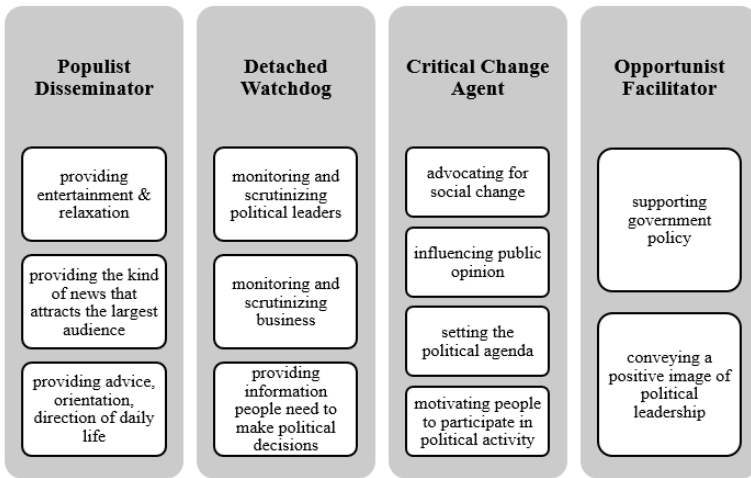 Populist
Disseminator
providing
entertainment &
relaxation
providing the kind
of news that
attracts the largest
audience
providing advice,
orientation,
direction of daily
life
Detached
Watchdog
monitoring and
scrutinizing
political leaders
monitoring and
scrutinizing
business
providing
information
people need to
make political
decisions
Critical Change
Agent
advocating for
social change
influencing public
opinion
setting the
political agenda
motivating people
to participate in
political activity
Opportunist
Facilitator
supporting
government
policy
conveying a
positive image of
political
leadership